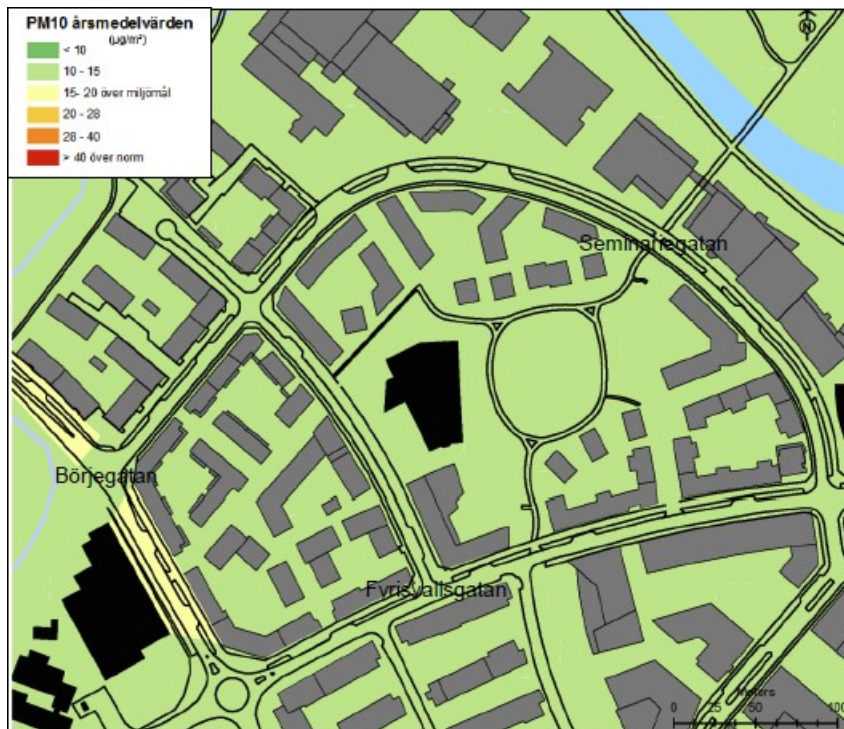 PM10 årsmedelvärden
(µg/m³)
< 10
10 - 15
15- 20 över miljömål
20 - 28
28 - 40
> 40 över norm
N
Seminariegatan
Börjegatan
Fyrisvallsgatan
Meters
0 25 50 100